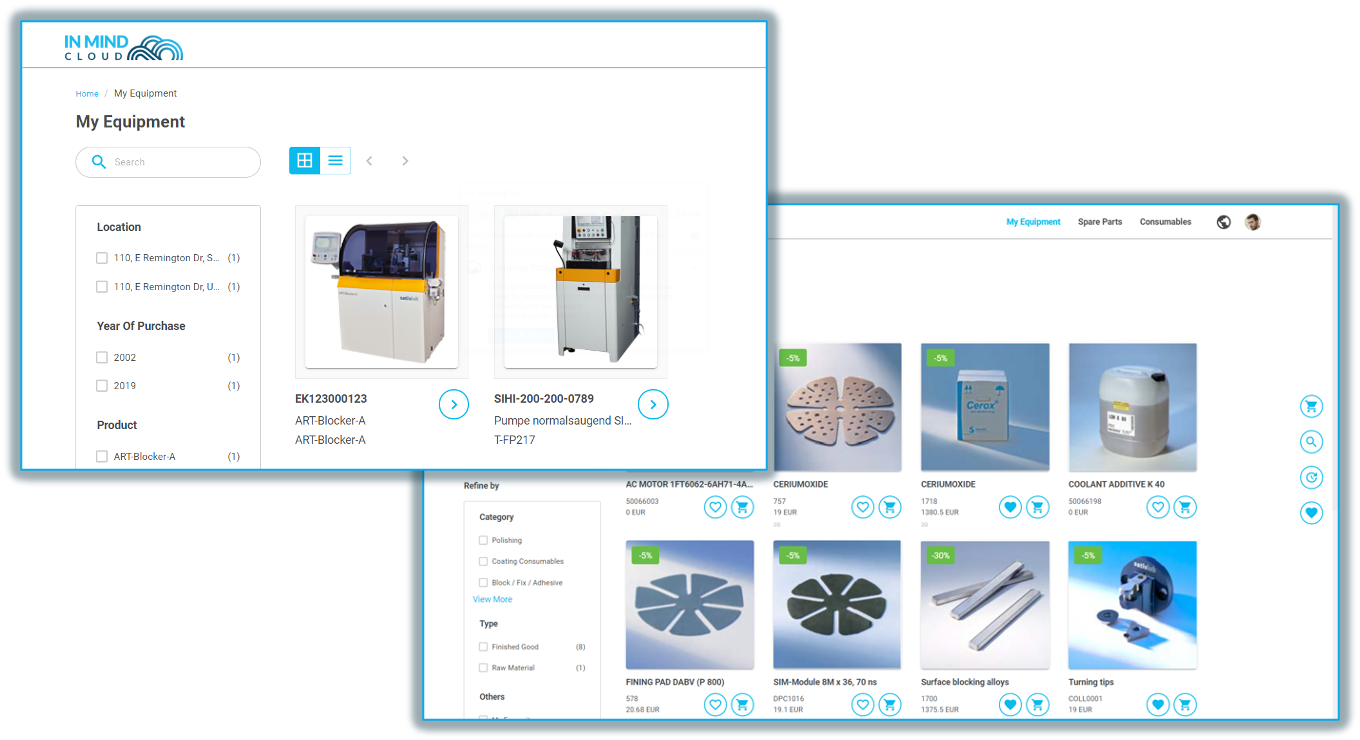 IN MIND
CLOUD
Home / My Equipment
My Equipment
Search
Location
110, E Remington Dr, S... (1)
110, E Remington Dr, U... (1)
Year Of Purchase
2002 (1)
2019 (1)
Product
ART-Blocker-A (1)
satisloh
EK123000123
ART-Blocker-A
ART-Blocker-A
SIHI-200-200-0789
Pumpe normalsaugend SI...
T-FP217
My Equipment Spare Parts Consumables
Refine by
Category
Polishing
Coating Consumables
Block / Fix / Adhesive
View More
Type
Finished Good (8)
Raw Material (1)
Others
AC MOTOR 1FT6062-6AH71-4A...
50066003
0 EUR
-5%
CERIUMOXIDE
757
19 EUR
-5%
Cerox
CERIUMOXIDE
1718
1380.5 EUR
COOLANT ADDITIVE K 40
50066198
0 EUR
-5%
FINING PAD DABV (P 800)
578
20.68 EUR
-5%
SIM-Module 8M x 36, 70 ns
DPC1016
19.1 EUR
-30%
Surface blocking alloys
1700
1375.5 EUR
-5%
satisloh
Turning tips
COLL0001
19 EUR